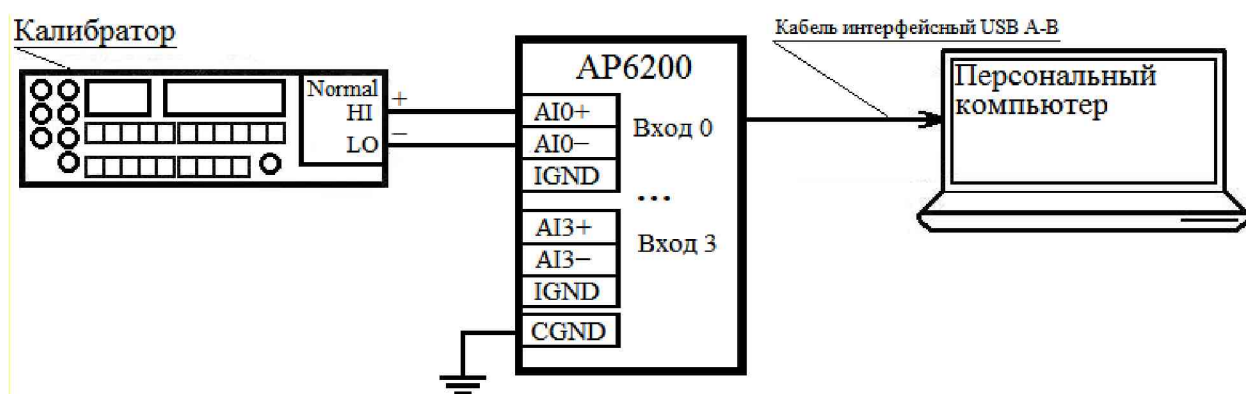 Калибратор
Normal
HI
LO
+
−
AP6200
AI0+
AI0−
IGND
Вход 0
...
AI3+
AI3−
IGND
Вход 3
CGND
Кабель интерфейсный USB A-B
Персональный
компьютер